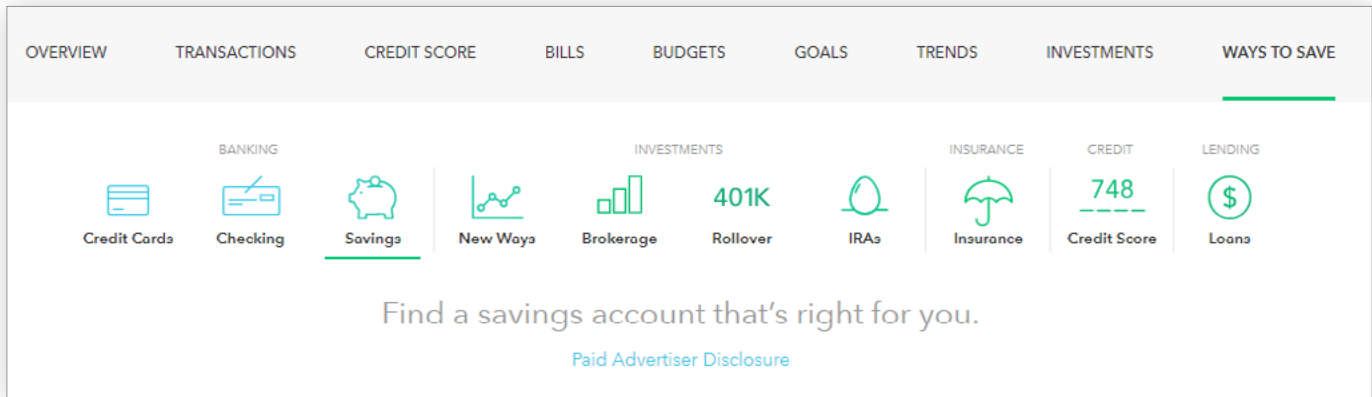 OVERVIEW TRANSACTIONS CREDIT SCORE BILLS BUDGETS GOALS TRENDS INVESTMENTS WAYS TO SAVE
BANKING INVESTMENTS INSURANCE CREDIT LENDING
401K 748 $
Credit Cards Checking Savings New Ways Brokerage Rollover IRAs Insurance Credit Score Loans
Find a savings account that's right for you.
Paid Advertiser Disclosure